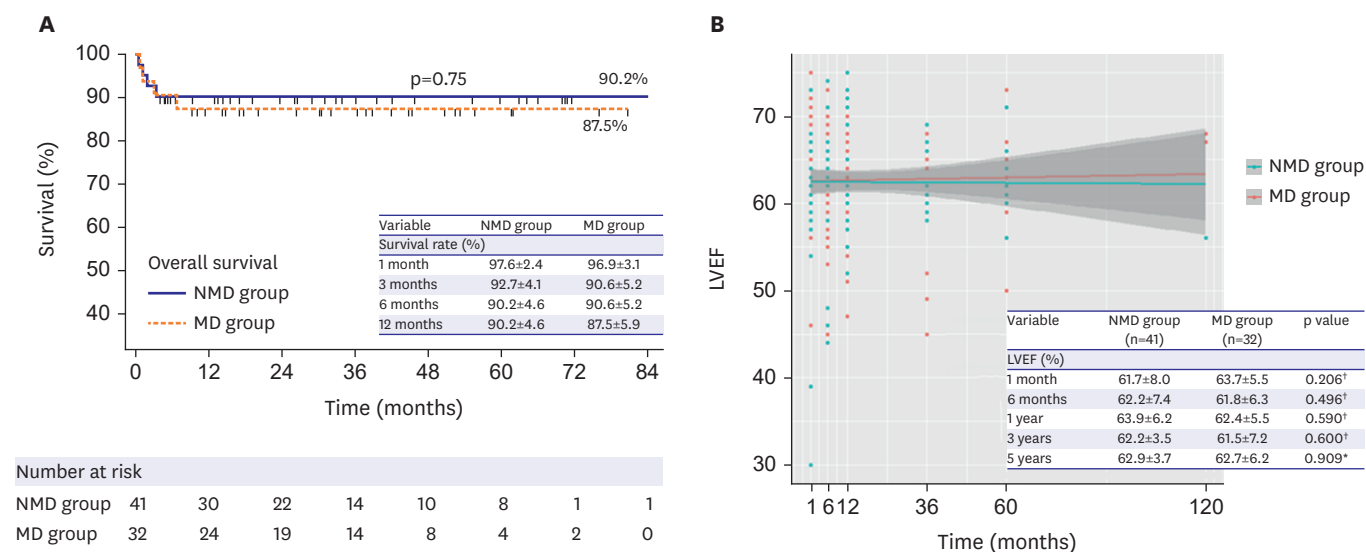 A
100
90
80
70
60
50
40
Survival (%)
p=0.75
90.2%
87.5%
Variable NMD group MD group
Survival rate (%)
1 month 97.6±2.4 96.9±3.1
3 months 92.7±4.1 90.6±5.2
6 months 90.2±4.6 90.6±5.2
12 months 90.2±4.6 87.5±5.9
Overall survival
NMD group
MD group
0 12 24 36 48 60 72 84
Time (months)
Number at risk
NMD group 41 30 22 14 10 8 1 1
MD group 32 24 19 14 8 4 2 0
B
70
60
50
40
30
LVEF
NMD group
MD group
Variable NMD group MD group p value
(n=41) (n=32)
LVEF (%)
1 month 61.7±8.0 63.7±5.5 0.206†
6 months 62.2±7.4 61.8±6.3 0.496†
1 year 63.9±6.2 62.4±5.5 0.590†
3 years 62.2±3.5 61.5±7.2 0.600†
5 years 62.9±3.7 62.7±6.2 0.909*
1 6 12 36 60 120
Time (months)